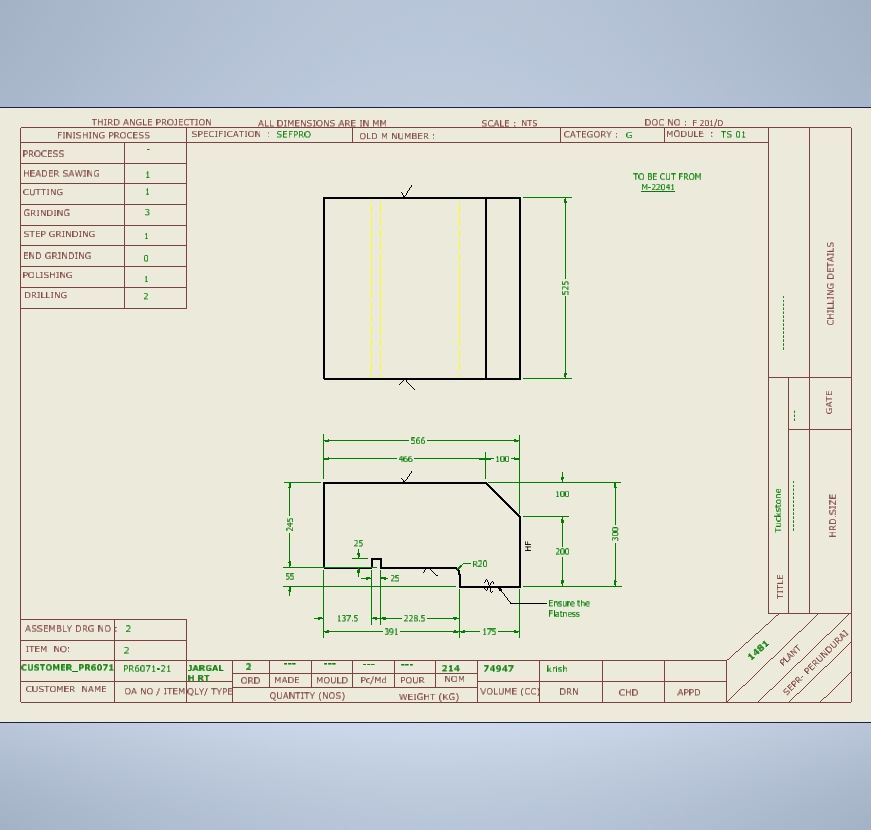 THIRD ANGLE PROJECTION ALL DIMENSIONS ARE IN MM SCALE : NTS DOC NO : F 201/D
FINISHING PROCESS SPECIFICATION : SEFPRO OLD M NUMBER : CATEGORY : G MODULE : TS 01
PROCESS -
HEADER SAWING 1
CUTTING 1
GRINDING 3
STEP GRINDING 1
END GRINDING 0
POLISHING 1
DRILLING 2
TO BE CUT FROM
M-22041
525
CHILLING DETAILS
GATE
HRD.SIZE
Tuckstone
TITLE
566
466 100
100
245
300
HF
200
25
R20
55
25
Ensure the
Flatness
137.5 228.5
391 175
ASSEMBLY DRG NO : 2
ITEM NO: 2
CUSTOMER_PR6071 PR6071-21 JARGAL
H RT
2 --- --- --- --- 214 74947 krish
ORD MADE MOULD Pc/Md POUR NOM
CUSTOMER NAME OA NO / ITEM QLY/ TYPE QUANTITY (NOS) WEIGHT (KG) VOLUME (CC) DRN CHD APPD
1481
PLANT
SEPR- PERUNDURAI